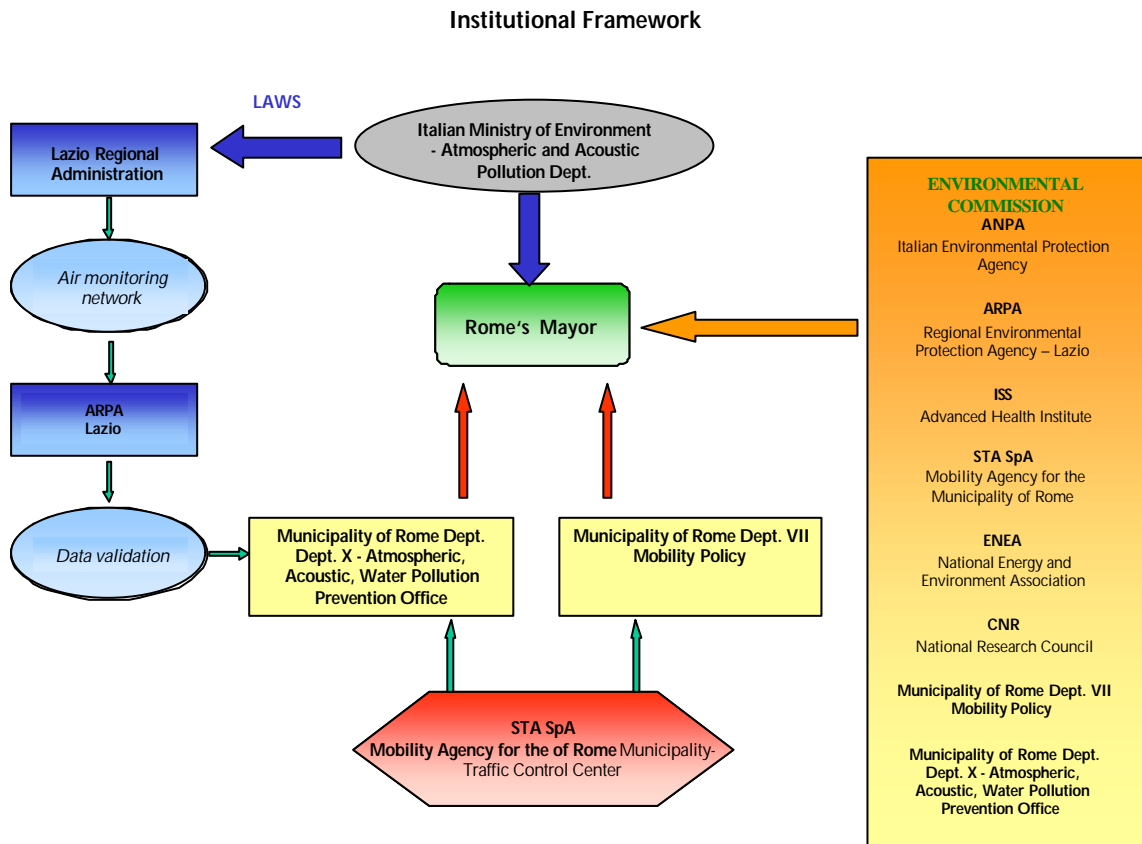 Institutional Framework
LAWS
Italian Ministry of Environment
- Atmospheric and Acoustic
Pollution Dept.
Lazio Regional
Administration
Air monitoring
network
ARPA
Lazio
Data validation
Rome's Mayor
Municipality of Rome Dept.
Dept. X - Atmospheric,
Acoustic, Water Pollution
Prevention Office
Municipality of Rome Dept. VII
Mobility Policy
STA SpA
Mobility Agency for the of Rome Municipality-
Traffic Control Center
ENVIRONMENTAL
COMMISSION
ANPA
Italian Environmental Protection
Agency
ARPA
Regional Environmental
Protection Agency – Lazio
ISS
Advanced Health Institute
STA SpA
Mobility Agency for the
Municipality of Rome
ENEA
National Energy and
Environment Association
CNR
National Research Council
Municipality of Rome Dept. VII
Mobility Policy
Municipality of Rome Dept.
Dept. X - Atmospheric,
Acoustic, Water Pollution
Prevention Office